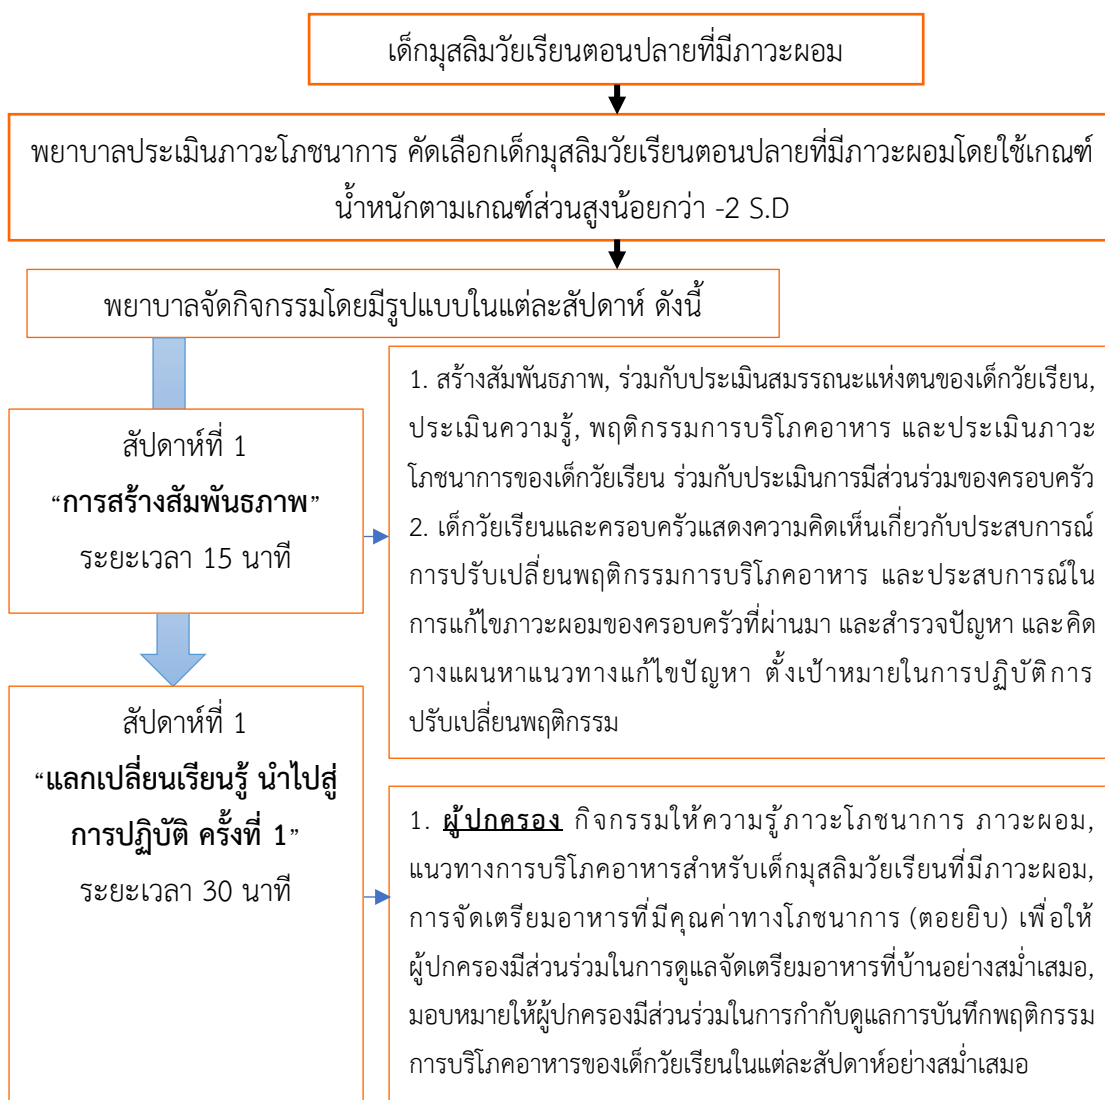 เด็กมุสลิมวัยเรียนตอนปลายที่มีภาวะผอม
พยาบาลประเมินภาวะโภชนาการ คัดเลือกเด็กมุสลิมวัยเรียนตอนปลายที่มีภาวะผอมโดยใช้เกณฑ์
น้ำหนักตามเกณฑ์ส่วนสูงน้อยกว่า -2 S.D
พยาบาลจัดกิจกรรมโดยมีรูปแบบในแต่ละสัปดาห์ ดังนี้
สัปดาห์ที่ 1
“การสร้างสัมพันธภาพ”
ระยะเวลา 15 นาที
1. สร้างสัมพันธภาพ, ร่วมกับประเมินสมรรถนะแห่งตนของเด็กวัยเรียน,
ประเมินความรู้, พฤติกรรมการบริโภคอาหาร และประเมินภาวะ
โภชนาการของเด็กวัยเรียน ร่วมกับประเมินการมีส่วนร่วมของครอบครัว
2. เด็กวัยเรียนและครอบครัวแสดงความคิดเห็นเกี่ยวกับประสบการณ์
การปรับเปลี่ยนพฤติกรรมการบริโภคอาหาร และประสบการณ์ใน
การแก้ไขภาวะผอมของครอบครัวที่ผ่านมา และสำรวจปัญหา และคิด
วางแผนหาแนวทางแก้ไขปัญหา ตั้งเป้าหมายในการปฏิบัติการ
ปรับเปลี่ยนพฤติกรรม
สัปดาห์ที่ 1
“แลกเปลี่ยนเรียนรู้ นำไปสู่
การปฏิบัติ ครั้งที่ 1”
ระยะเวลา 30 นาที
1. ผู้ปกครอง กิจกรรมให้ความรู้ภาวะโภชนาการ ภาวะผอม,
แนวทางการบริโภคอาหารสำหรับเด็กมุสลิมวัยเรียนที่มีภาวะผอม,
การจัดเตรียมอาหารที่มีคุณค่าทางโภชนาการ (ตอยยิบ) เพื่อให้
ผู้ปกครองมีส่วนร่วมในการดูแลจัดเตรียมอาหารที่บ้านอย่างสม่ำเสมอ,
มอบหมายให้ผู้ปกครองมีส่วนร่วมในการกำกับดูแลการบันทึกพฤติกรรม
การบริโภคอาหารของเด็กวัยเรียนในแต่ละสัปดาห์อย่างสม่ำเสมอ